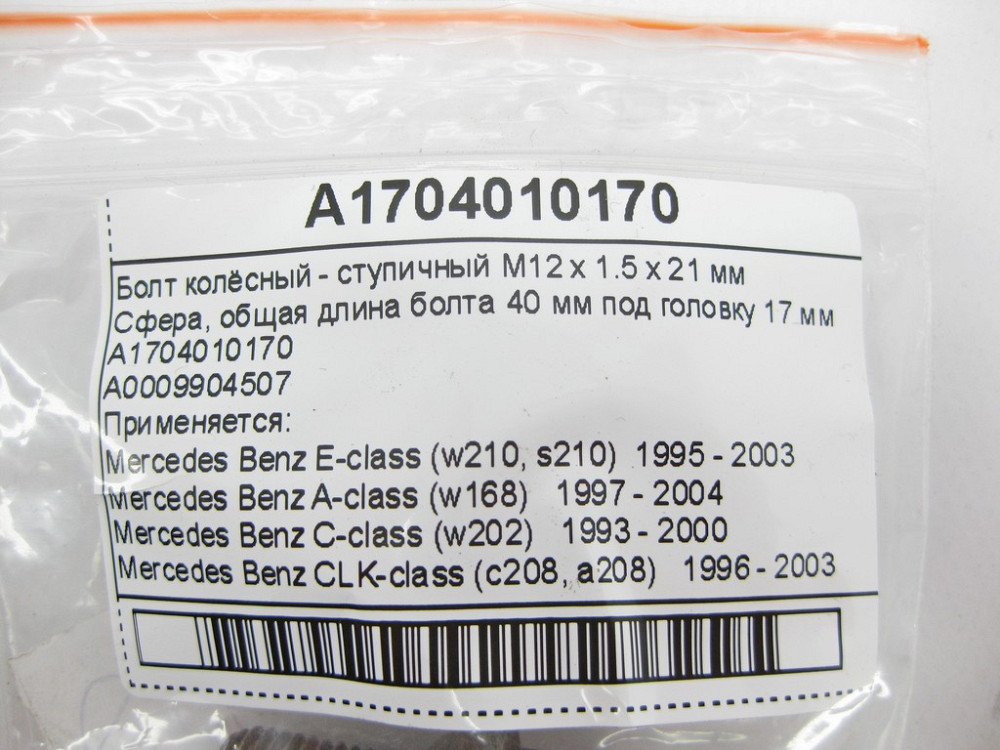 A1704010170
Болт колёсный - ступичный M12 x 1.5 x 21 мм
Сфера, общая длина болта 40 мм под головку 17 мм
A1704010170
A0009904507
Применяется:
Mercedes Benz E-class (w210, s210) 1995 - 2003
Mercedes Benz A-class (w168) 1997 - 2004
Mercedes Benz C-class (w202) 1993 - 2000
Mercedes Benz CLK-class (c208, a208) 1996 - 2003